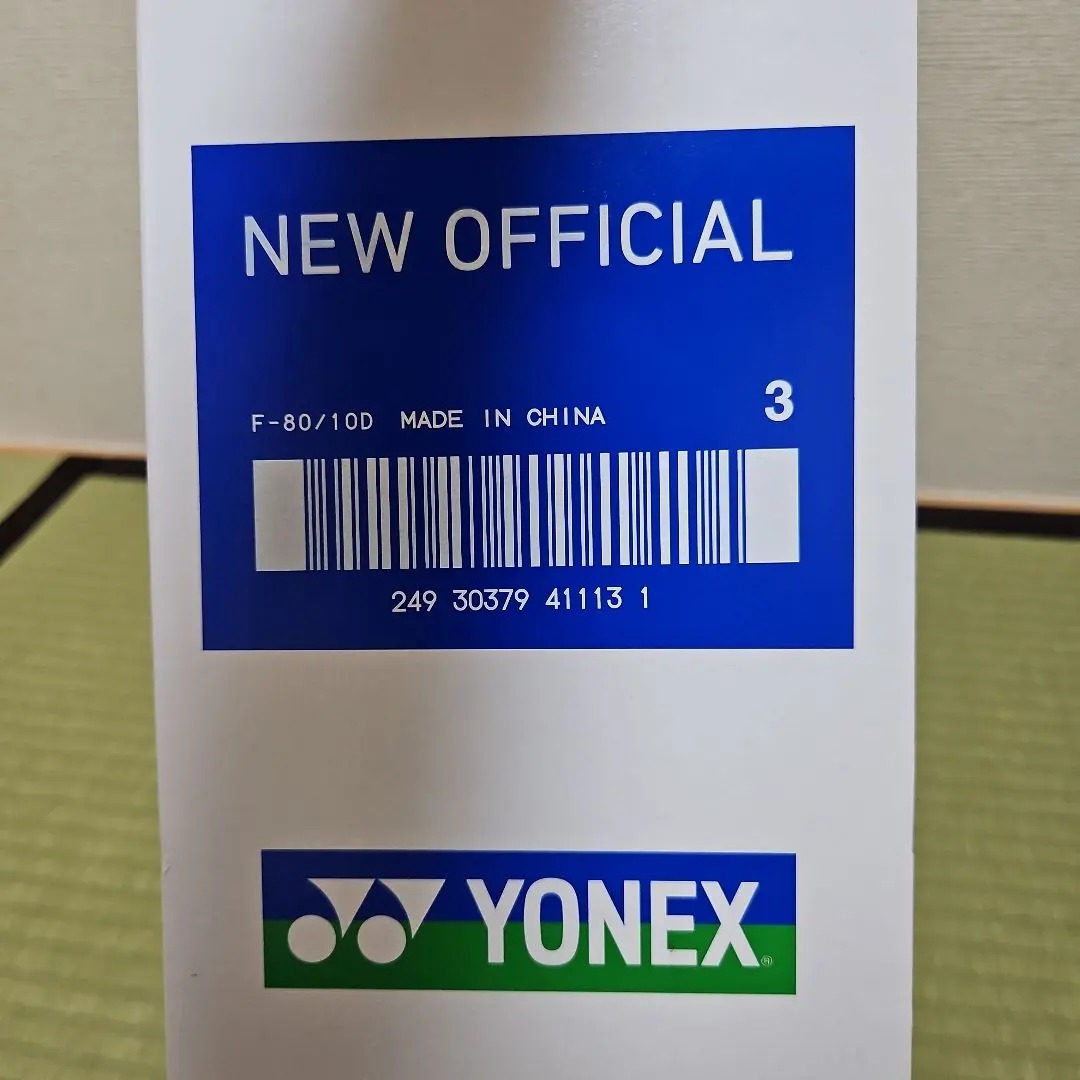 NEW OFFICIAL
3
F-80/10D MADE IN CHINA
249 30379 41113 1
YONEX®